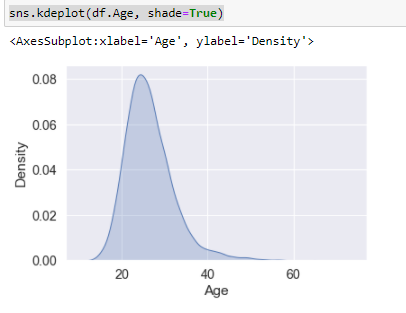 sns.kdeplot(df.Age, shade=True)
<AxesSubplot:xlabel='Age', ylabel='Density'>
0.08
0.06
0.04
0.02
0.00
Density
20 40 60
Age